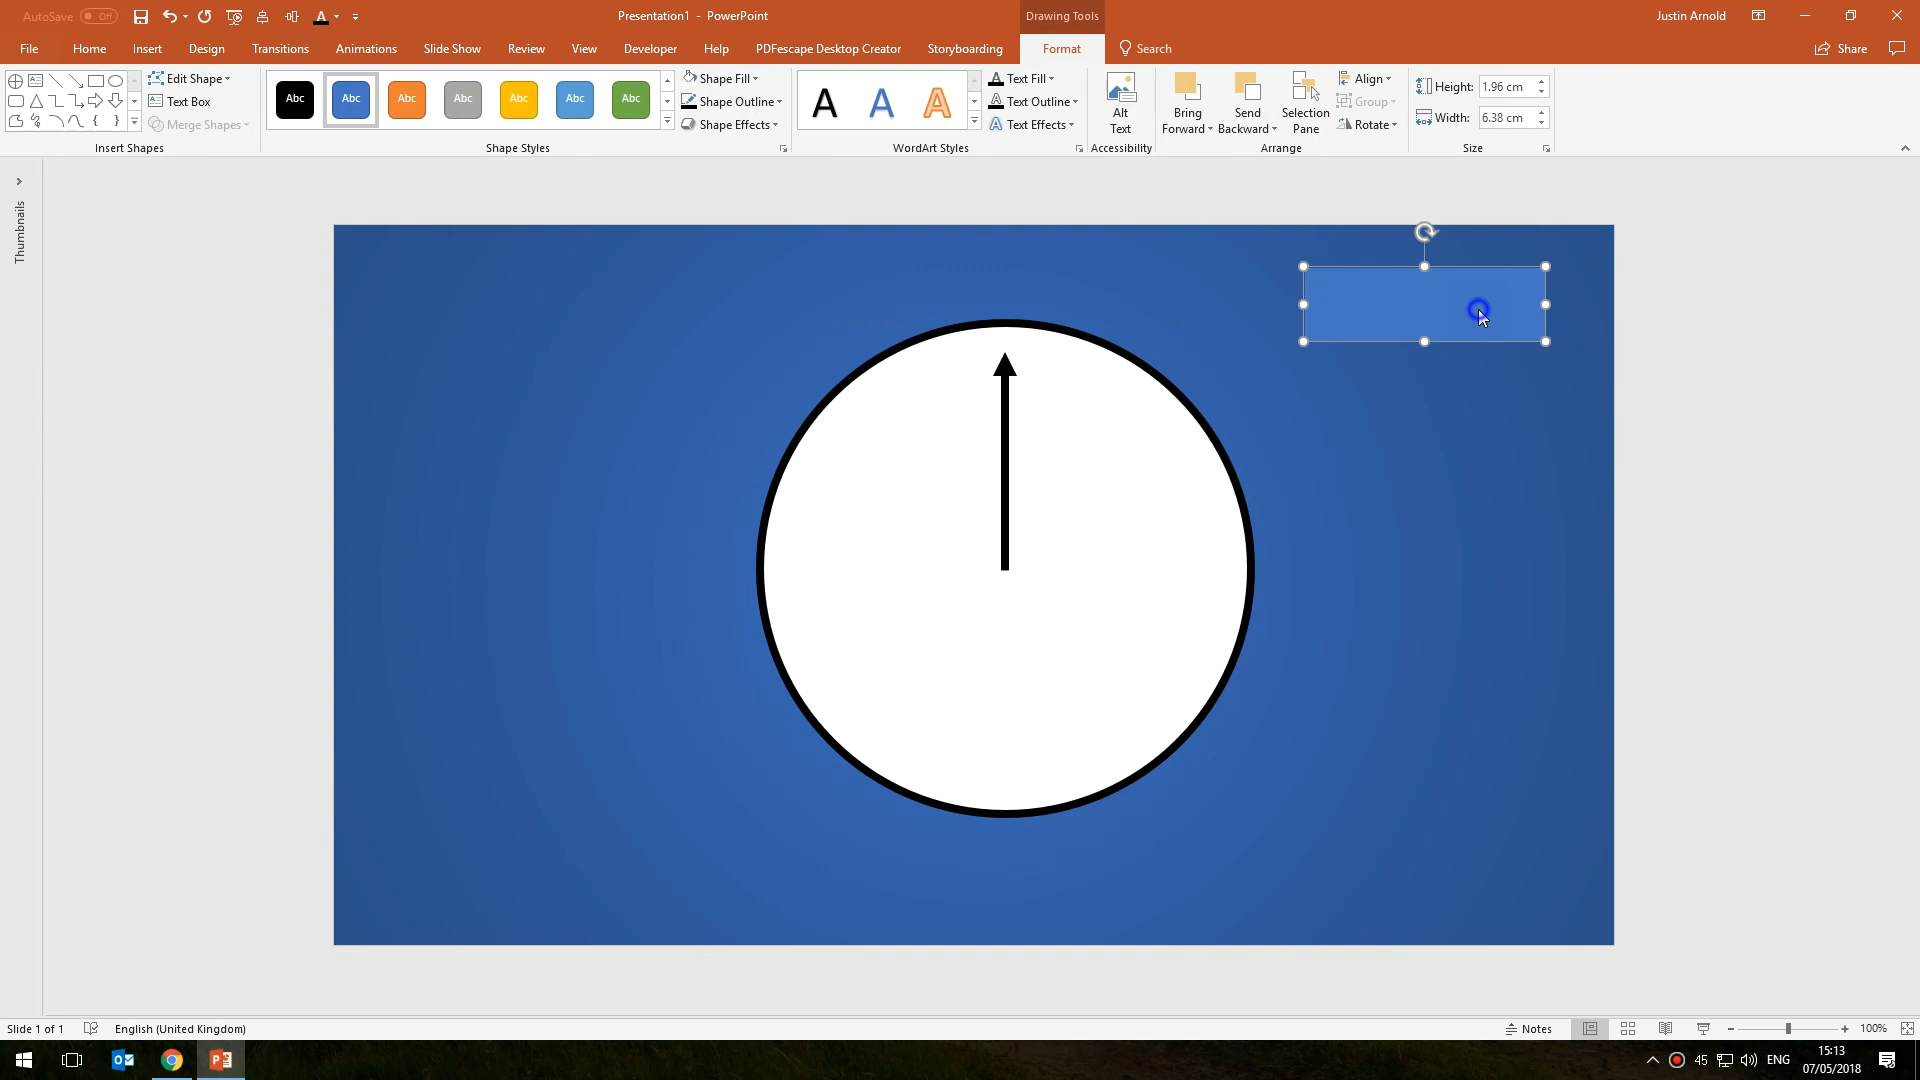 AutoSave Off
Presentation1 - PowerPoint
Drawing Tools
Justin Arnold
File Home Insert Design Transitions Animations Slide Show Review View Developer Help PDFescape Desktop Creator Storyboarding Format Search
Share
Edit Shape
Text Box
Merge Shapes
Insert Shapes
Abc Abc Abc Abc Abc Abc Abc
Shape Fill
Shape Outline
Shape Effects
Shape Styles
A A A
Text Fill
Text Outline
Text Effects
WordArt Styles
Alt
Text
Accessibility
Bring
Forward
Send
Backward
Selection
Pane
Align
Group
Rotate
Arrange
Height: 1.96 cm
Width: 6.38 cm
Size
Thumbnails
Slide 1 of 1
English (United Kingdom)
Notes
100%
45
ENG
15:13
07/05/2018